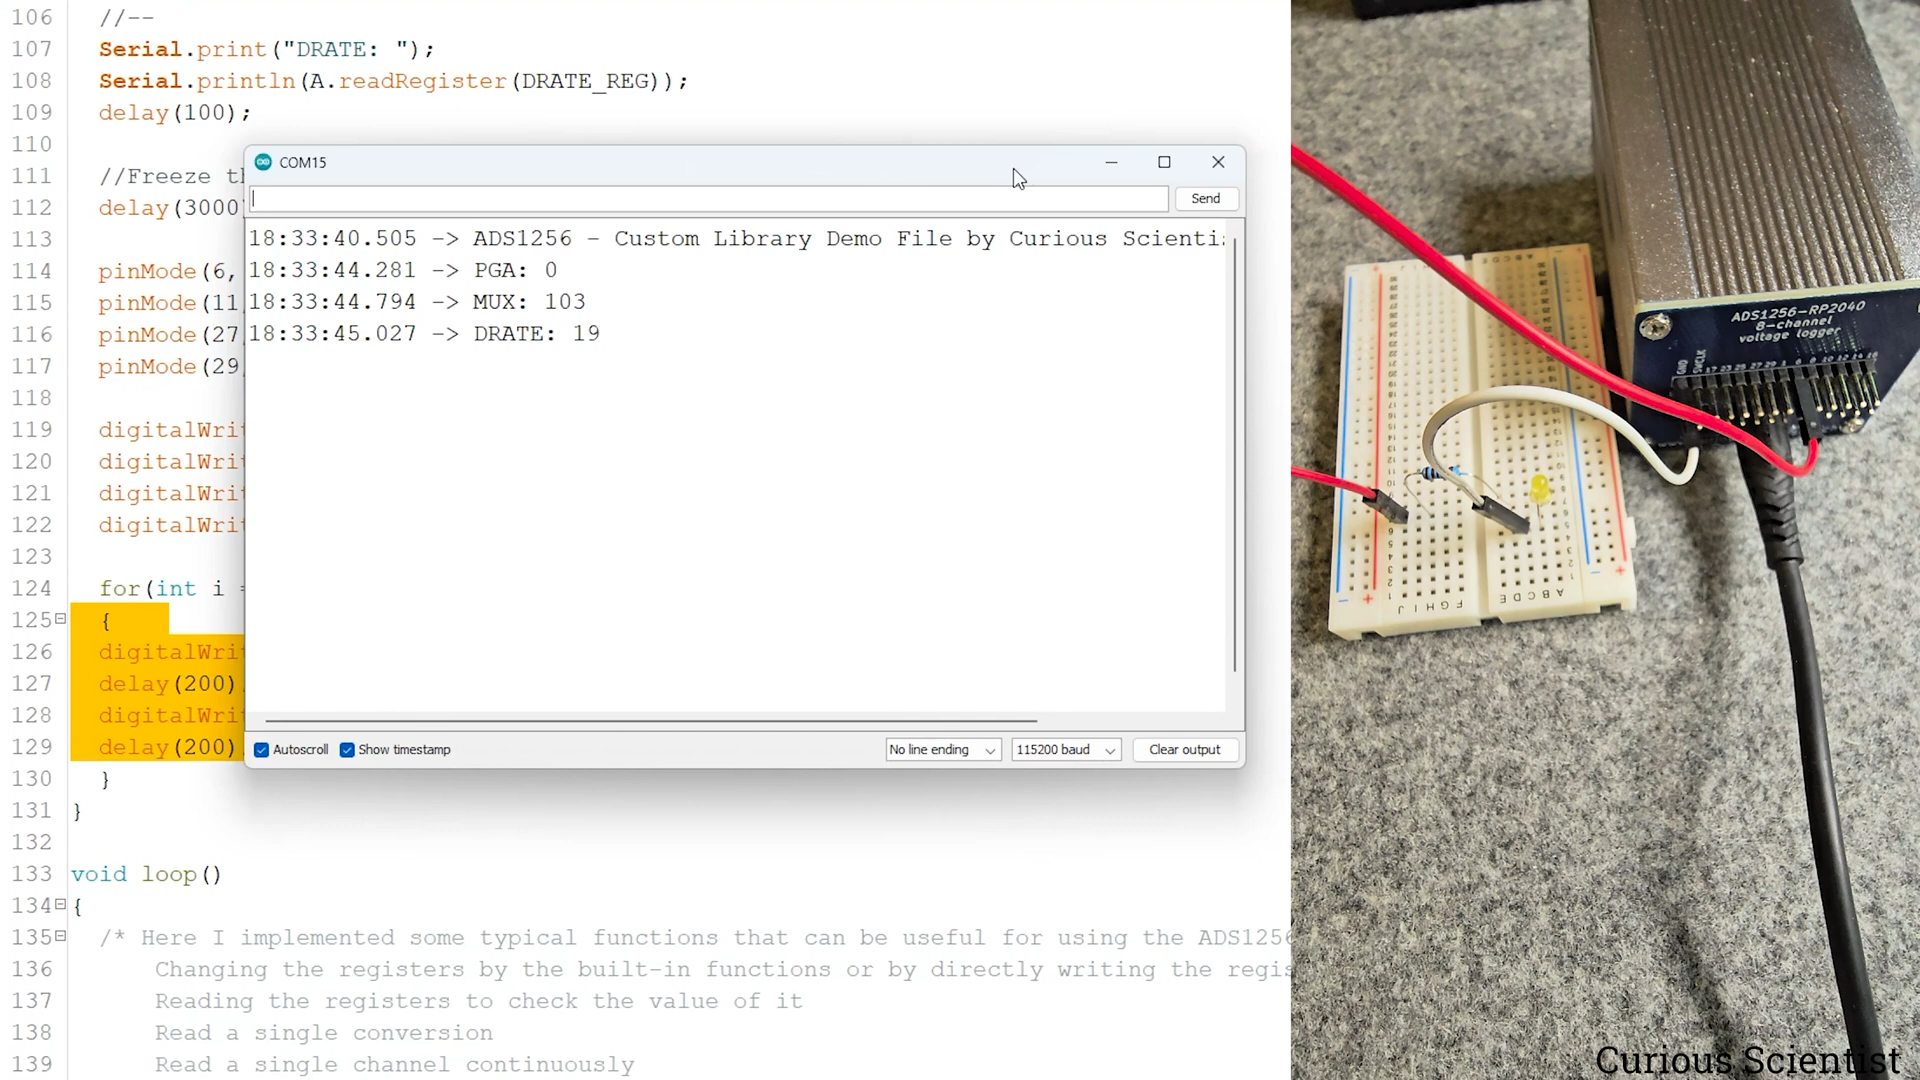 106 //--
107 Serial.print("DRATE: ");
108 Serial.println(A.readRegister(DRATE_REG));
109 delay(100);
110
111 //Freeze
112 delay(3000
113
114 pinMode(6,
115 pinMode(11
116 pinMode(27
117 pinMode(29
118
119 digitalWri
120 digitalWri
121 digitalWri
122 digitalWri
123
124 for(int i
125 {
126 digitalWri
127 delay(200)
128 digitalWri
129 delay(200)
130 }
131 }
132
133 void loop()
134 {
135 /* Here I implemented some typical functions that can be useful for using the ADS1256
136 Changing the registers by the built-in functions or by directly writing the regis
137 Reading the registers to check the value of it
138 Read a single conversion
139 Read a single channel continuously
COM15
Send
18:33:40.505 -> ADS1256 - Custom Library Demo File by Curious Scientis
18:33:44.281 -> PGA: 0
18:33:44.794 -> MUX: 103
18:33:45.027 -> DRATE: 19
Autoscroll
Show timestamp
No line ending
115200 baud
Clear output
ADS1256-RP2040
8-channel
voltage logger
GND
SWCLK
Curious Scientist